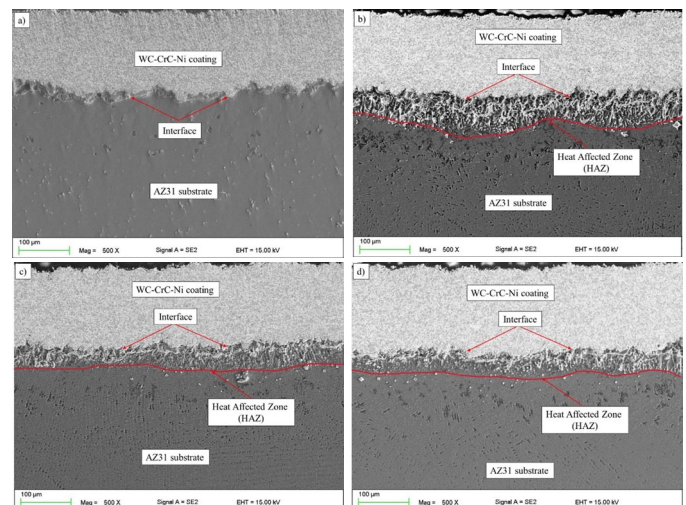 a)
WC-CrC-Ni coating
Interface
AZ31 substrate
100 µm
Mag = 500 X Signal A = SE2 EHT = 15.00 kV
b)
WC-CrC-Ni coating
Interface
Heat Affected Zone
(HAZ)
AZ31 substrate
100 µm
Mag = 500 X Signal A = SE2 EHT = 15.00 kV
c)
WC-CrC-Ni coating
Interface
Heat Affected Zone
(HAZ)
AZ31 substrate
100 µm
Mag = 500 X Signal A = SE2 EHT = 15.00 kV
d)
WC-CrC-Ni coating
Interface
Heat Affected Zone
(HAZ)
AZ31 substrate
100 µm
Mag = 500 X Signal A = SE2 EHT = 15.00 kV